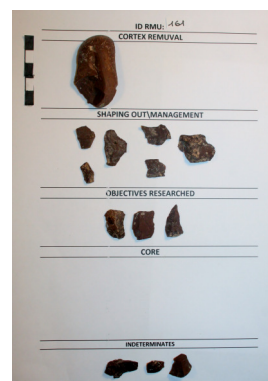 ID RMU: 161
CORTEX REMUVAL
SHAPING OUT\MANAGEMENT
OBJECTIVES RESEARCHED
CORE
INDETERMINATES